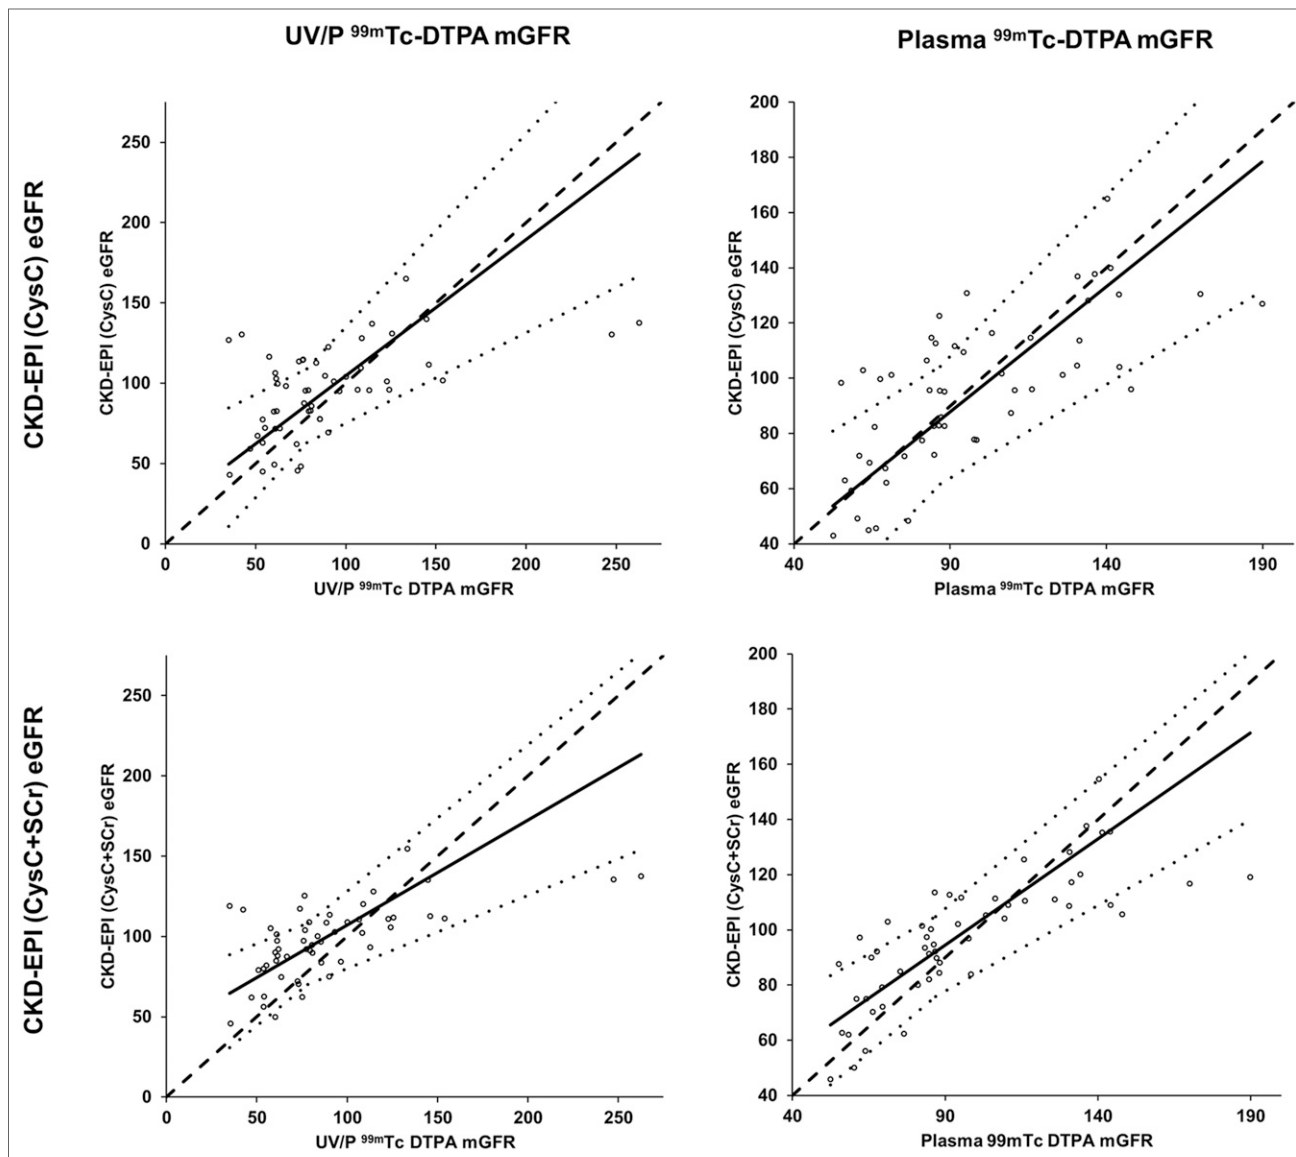 UV/P ⁹⁹ᵐTc-DTPA mGFR
Plasma ⁹⁹ᵐTc-DTPA mGFR
CKD-EPI (CysC) eGFR
CKD-EPI (CysC) eGFR
250
200
150
100
50
0
0 50 100 150 200 250
UV/P ⁹⁹ᵐTc DTPA mGFR
CKD-EPI (CysC) eGFR
200
180
160
140
120
100
80
60
40
40 90 140 190
Plasma ⁹⁹ᵐTc DTPA mGFR
CKD-EPI (CysC+SCr) eGFR
CKD-EPI (CysC+SCr) eGFR
250
200
150
100
50
0
0 50 100 150 200 250
UV/P ⁹⁹ᵐTc DTPA mGFR
CKD-EPI (CysC+SCr) eGFR
200
180
160
140
120
100
80
60
40
40 90 140 190
Plasma 99mTc DTPA mGFR